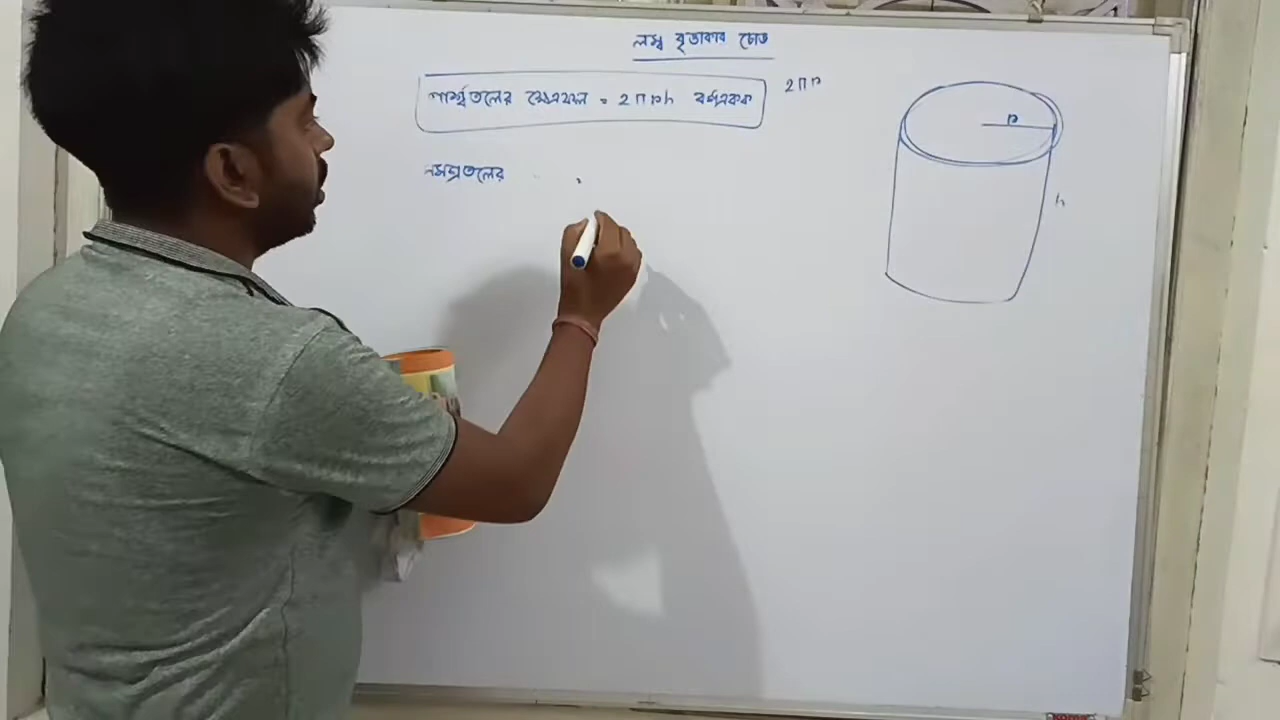 লম্ব বৃত্তাকার চোঙ
পার্শ্বতলের ক্ষেত্রফল = 2πrh বর্গএকক
2πr
সমগ্রতলের
r
h